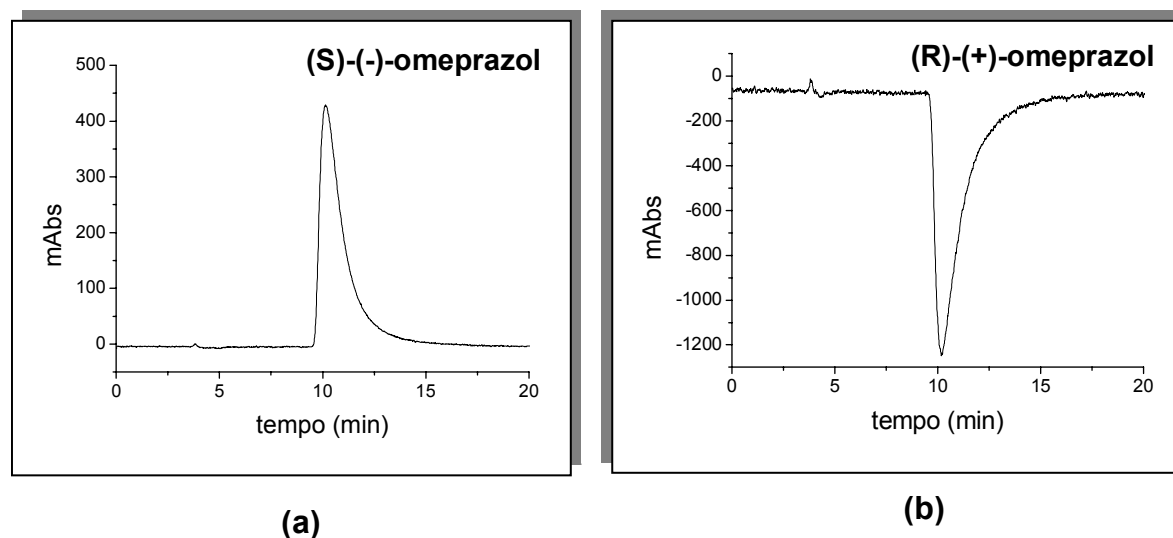 (S)-(-)-omeprazol
500
400
300
200
100
0
mAbs
0 5 10 15 20
tempo (min)
(a)
(R)-(+)-omeprazol
0
-200
-400
-600
-800
-1000
-1200
mAbs
0 5 10 15 20
tempo (min)
(b)